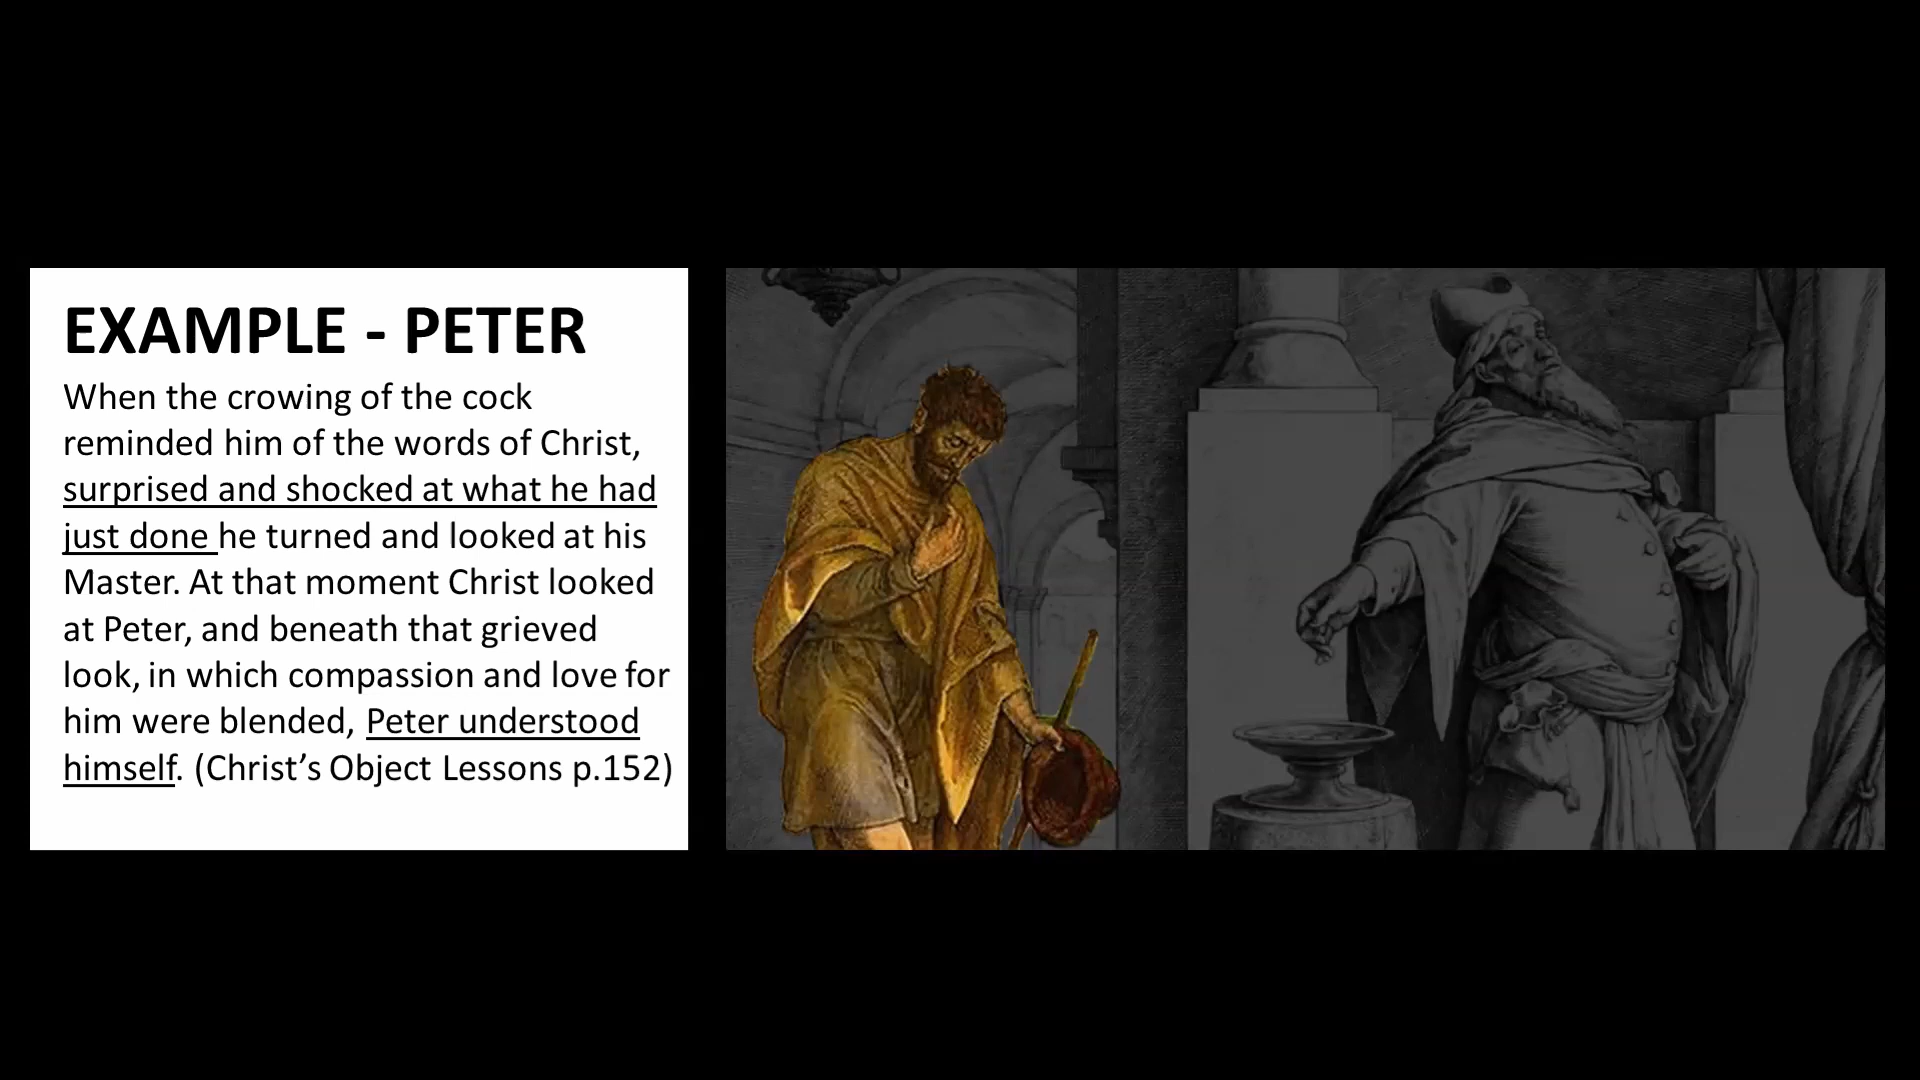 EXAMPLE - PETER
When the crowing of the cock
reminded him of the words of Christ,
surprised and shocked at what he had
just done he turned and looked at his
Master. At that moment Christ looked
at Peter, and beneath that grieved
look, in which compassion and love for
him were blended, Peter understood
himself. (Christ’s Object Lessons p.152)